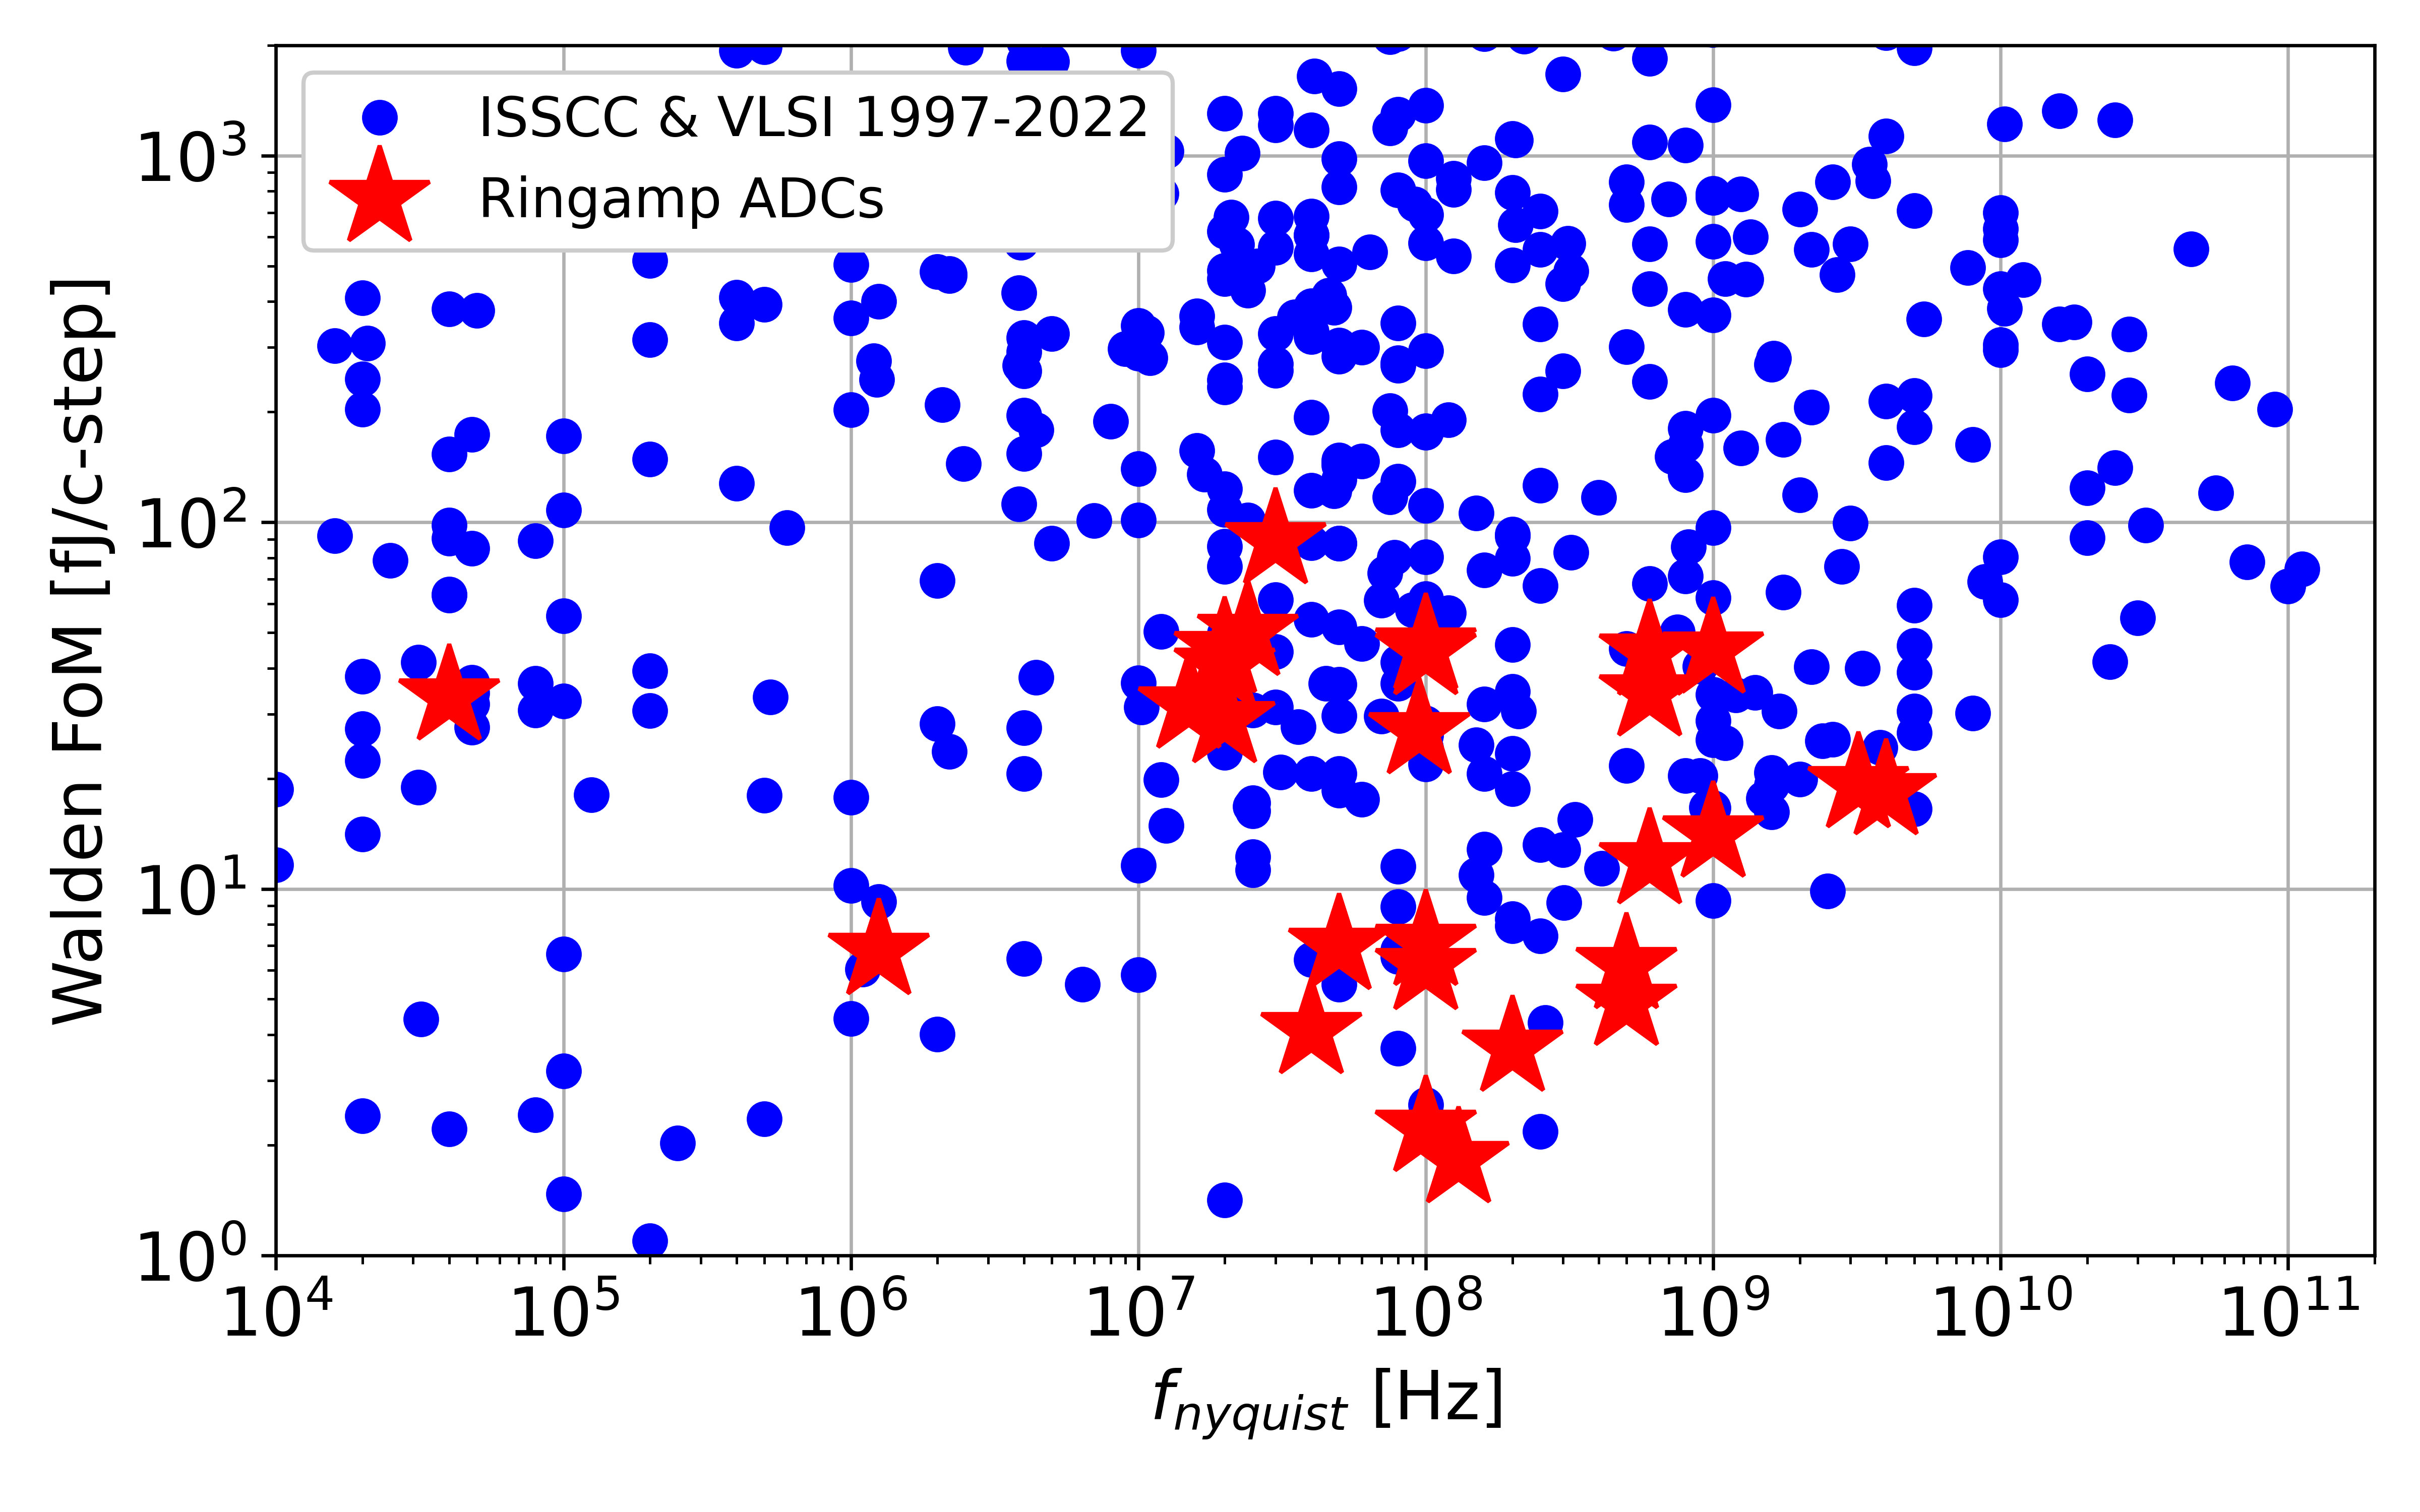 ISSCC & VLSI 1997-2022
Ringamp ADCs
Walden FoM [fJ/c-step]
10³
10²
10¹
10⁰
10⁴ 10⁵ 10⁶ 10⁷ 10⁸ 10⁹ 10¹⁰ 10¹¹
f_nyquist [Hz]